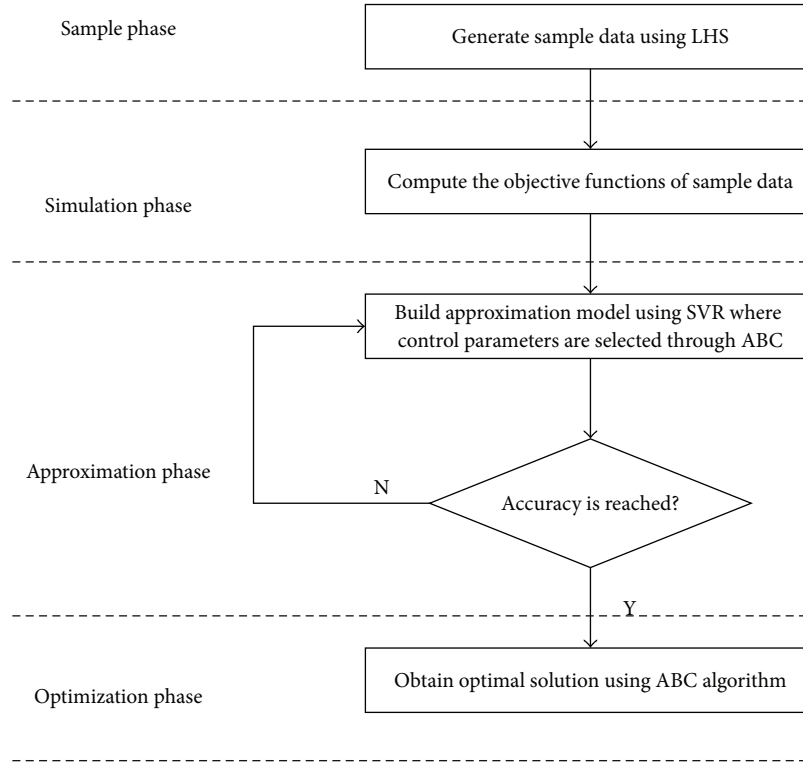 Sample phase
Generate sample data using LHS
Compute the objective functions of sample data
Simulation phase
Build approximation model using SVR where
control parameters are selected through ABC
Approximation phase
N
Accuracy is reached?
Y
Obtain optimal solution using ABC algorithm
Optimization phase